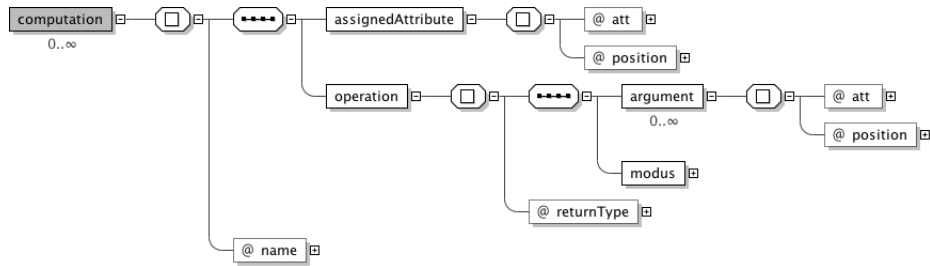 computation
0..∞
assignedAttribute
@ att
@ position
operation
argument
0..∞
@ att
@ position
modus
@ returnType
@ name